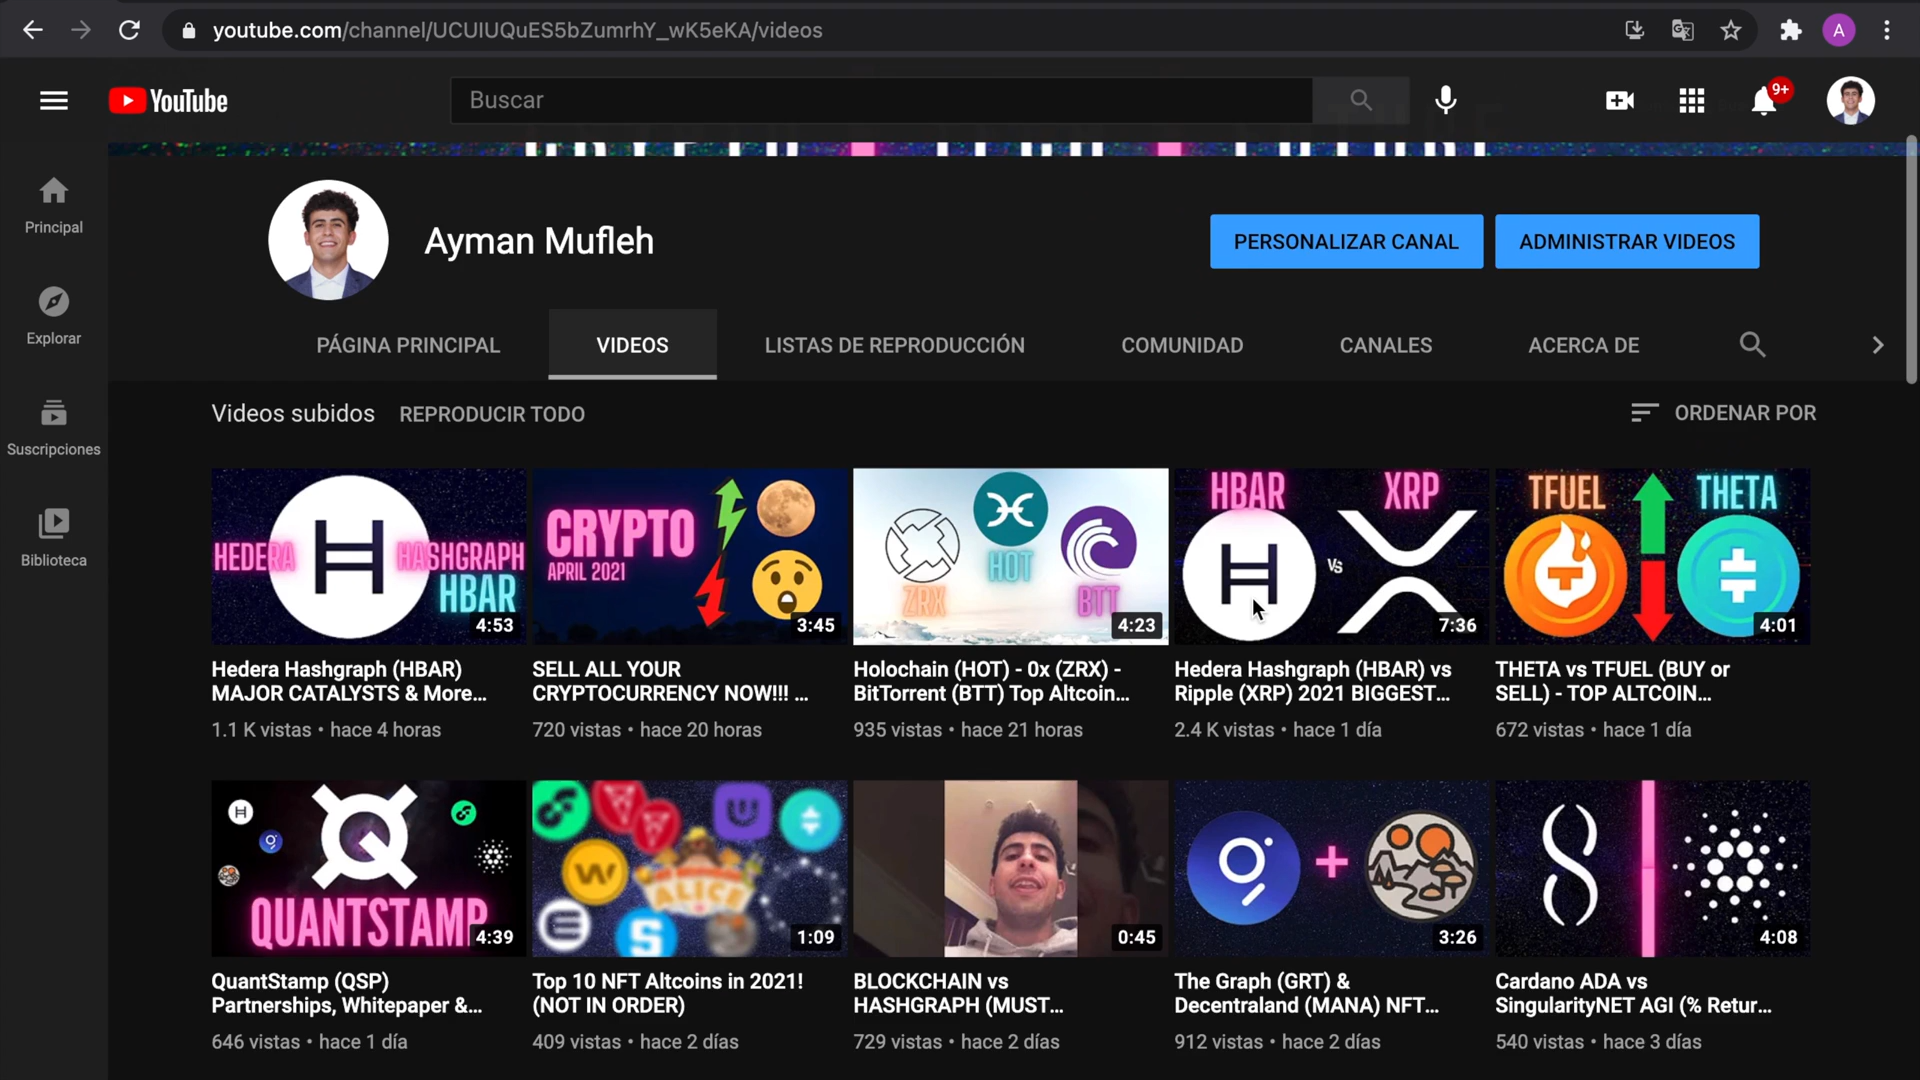 youtube.com/channel/UCUIUQuES5bZumrhY_wK5eKA/videos
A
YouTube
Buscar
9+
Principal
Explorar
Suscripciones
Biblioteca
Ayman Mufleh
PERSONALIZAR CANAL
ADMINISTRAR VIDEOS
PÁGINA PRINCIPAL
VIDEOS
LISTAS DE REPRODUCCIÓN
COMUNIDAD
CANALES
ACERCA DE
Videos subidos
REPRODUCIR TODO
ORDENAR POR
HEDERA HASHGRAPH
HBAR
4:53
CRYPTO
APRIL 2021
3:45
ZRX
HOT
BTT
4:23
HBAR
VS
XRP
7:36
TFUEL
THETA
4:01
Hedera Hashgraph (HBAR)
MAJOR CATALYSTS & More...
1.1 K vistas • hace 4 horas
SELL ALL YOUR
CRYPTOCURRENCY NOW!!! ...
720 vistas • hace 20 horas
Holochain (HOT) - 0x (ZRX) -
BitTorrent (BTT) Top Altcoin...
935 vistas • hace 21 horas
Hedera Hashgraph (HBAR) vs
Ripple (XRP) 2021 BIGGEST...
2.4 K vistas • hace 1 día
THETA vs TFUEL (BUY or
SELL) - TOP ALTCOIN...
672 vistas • hace 1 día
QUANTSTAMP
4:39
ALICE
1:09
0:45
3:26
4:08
QuantStamp (QSP)
Partnerships, Whitepaper &...
646 vistas • hace 1 día
Top 10 NFT Altcoins in 2021!
(NOT IN ORDER)
409 vistas • hace 2 días
BLOCKCHAIN vs
HASHGRAPH (MUST...
729 vistas • hace 2 días
The Graph (GRT) &
Decentraland (MANA) NFT...
912 vistas • hace 2 días
Cardano ADA vs
SingularityNET AGI (% Retur...
540 vistas • hace 3 días